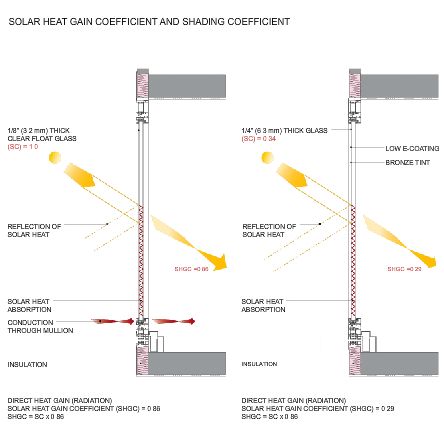 SOLAR HEAT GAIN COEFFICIENT AND SHADING COEFFICIENT
1/8" (3 2 mm) THICK
CLEAR FLOAT GLASS
(SC) = 1 0
REFLECTION OF
SOLAR HEAT
SHGC =0.86
SOLAR HEAT
ABSORPTION
CONDUCTION
THROUGH MULLION
INSULATION
DIRECT HEAT GAIN (RADIATION)
SOLAR HEAT GAIN COEFFICIENT (SHGC) = 0 86
SHGC = SC x 0 86
1/4" (6 3 mm) THICK GLASS
(SC) = 0 34
LOW E-COATING
BRONZE TINT
REFLECTION OF
SOLAR HEAT
SHGC =0.29
SOLAR HEAT
ABSORPTION
INSULATION
DIRECT HEAT GAIN (RADIATION)
SOLAR HEAT GAIN COEFFICIENT (SHGC) = 0 29
SHGC = SC x 0 86